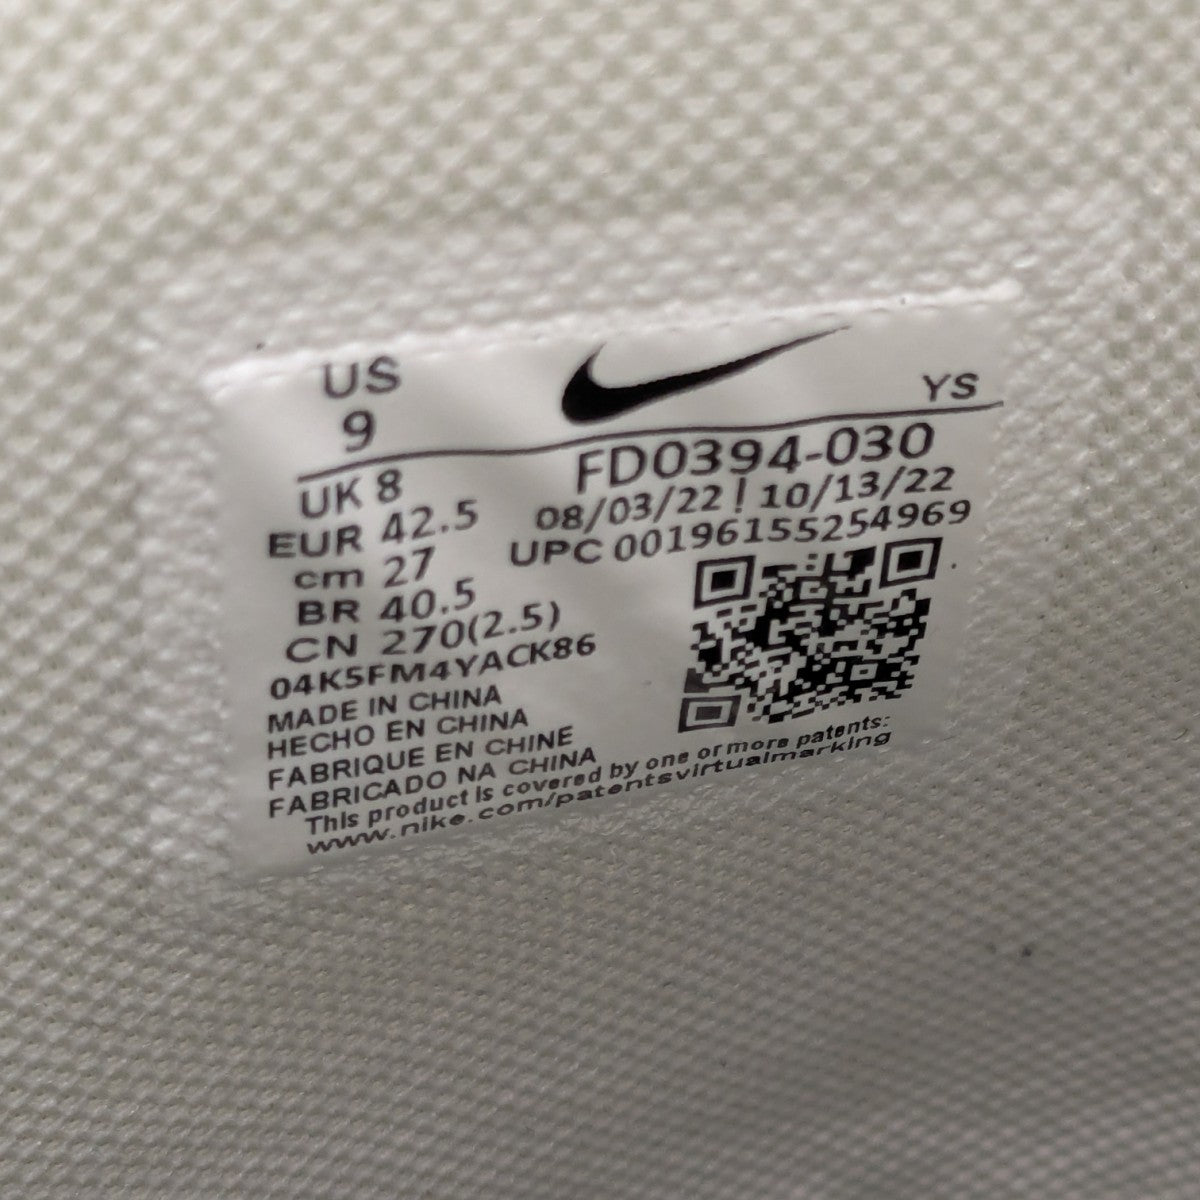 US
9
YS
UK 8
EUR 42.5
cm 27
BR 40.5
CN 270(2.5)
FD0394-030
08/03/22 ! 10/13/22
UPC 00196155254969
04K5FM4YACK86
MADE IN CHINA
HECHO EN CHINA
FABRIQUE EN CHINE
FABRICADO NA CHINA
This product is covered by one or more patents:
www.nike.com/patentsvirtualmarking